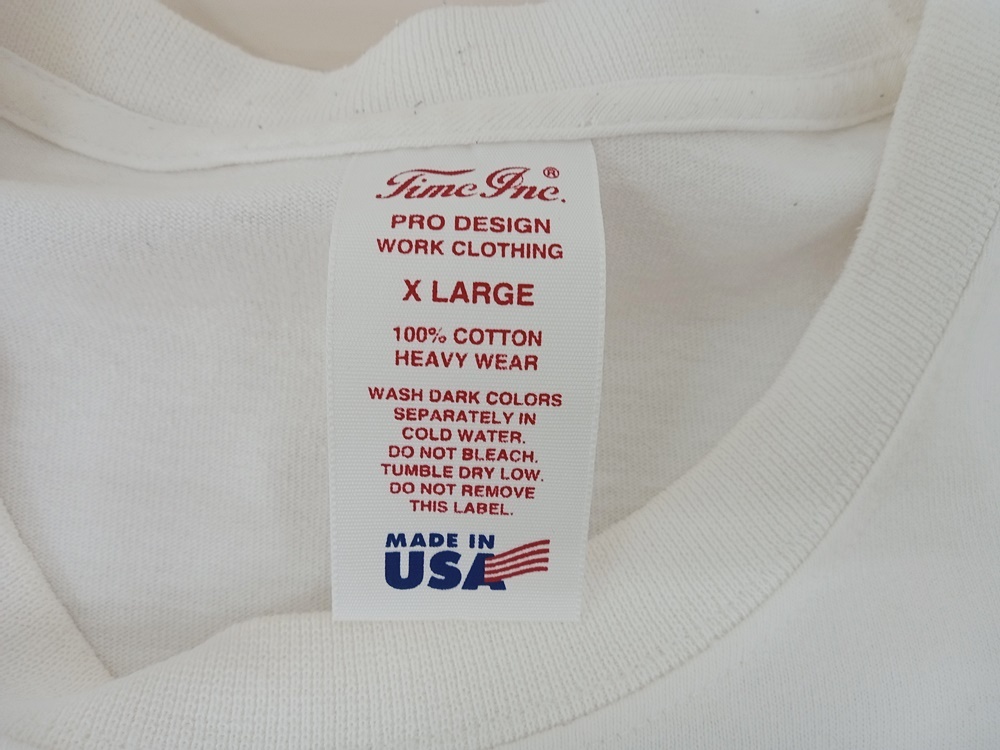 Time Inc.®
PRO DESIGN
WORK CLOTHING
X LARGE
100% COTTON
HEAVY WEAR
WASH DARK COLORS
SEPARATELY IN
COLD WATER.
DO NOT BLEACH.
TUMBLE DRY LOW.
DO NOT REMOVE
THIS LABEL.
MADE IN
USA